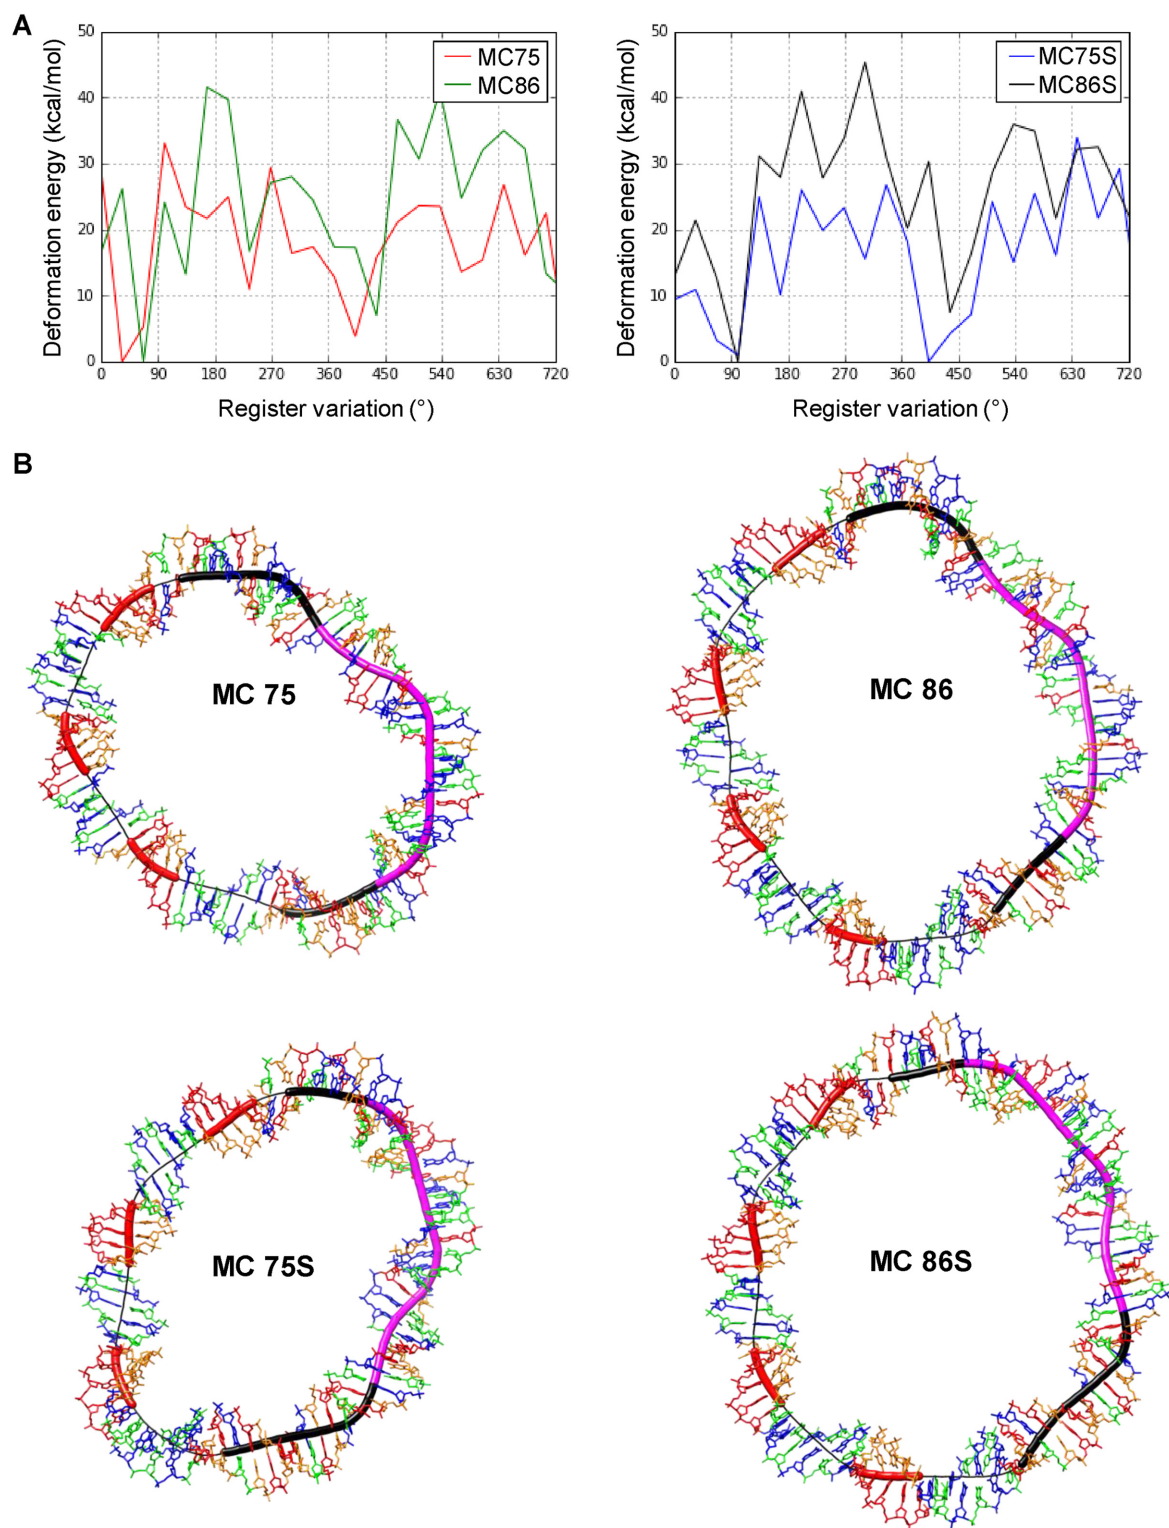 A
Deformation energy (kcal/mol)
50
40
30
20
10
0
MC75
MC86
0 90 180 270 360 450 540 630 720
Register variation (°)
Deformation energy (kcal/mol)
50
40
30
20
10
0
MC75S
MC86S
0 90 180 270 360 450 540 630 720
Register variation (°)
B
MC 75
MC 86
MC 75S
MC 86S